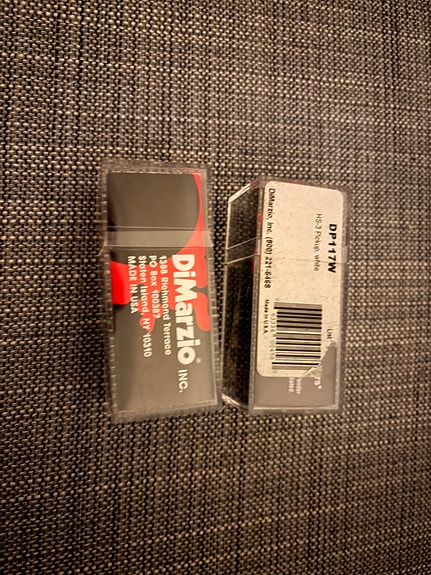 DiMarzio® INC.
1388 Richmond Terrace
PO Box 100387
Staten Island, NY 10310
MADE IN USA
DP117W
HS-3 Pickup, white
DiMarzio, Inc. (800) 221-6468
Made in U.S.A.